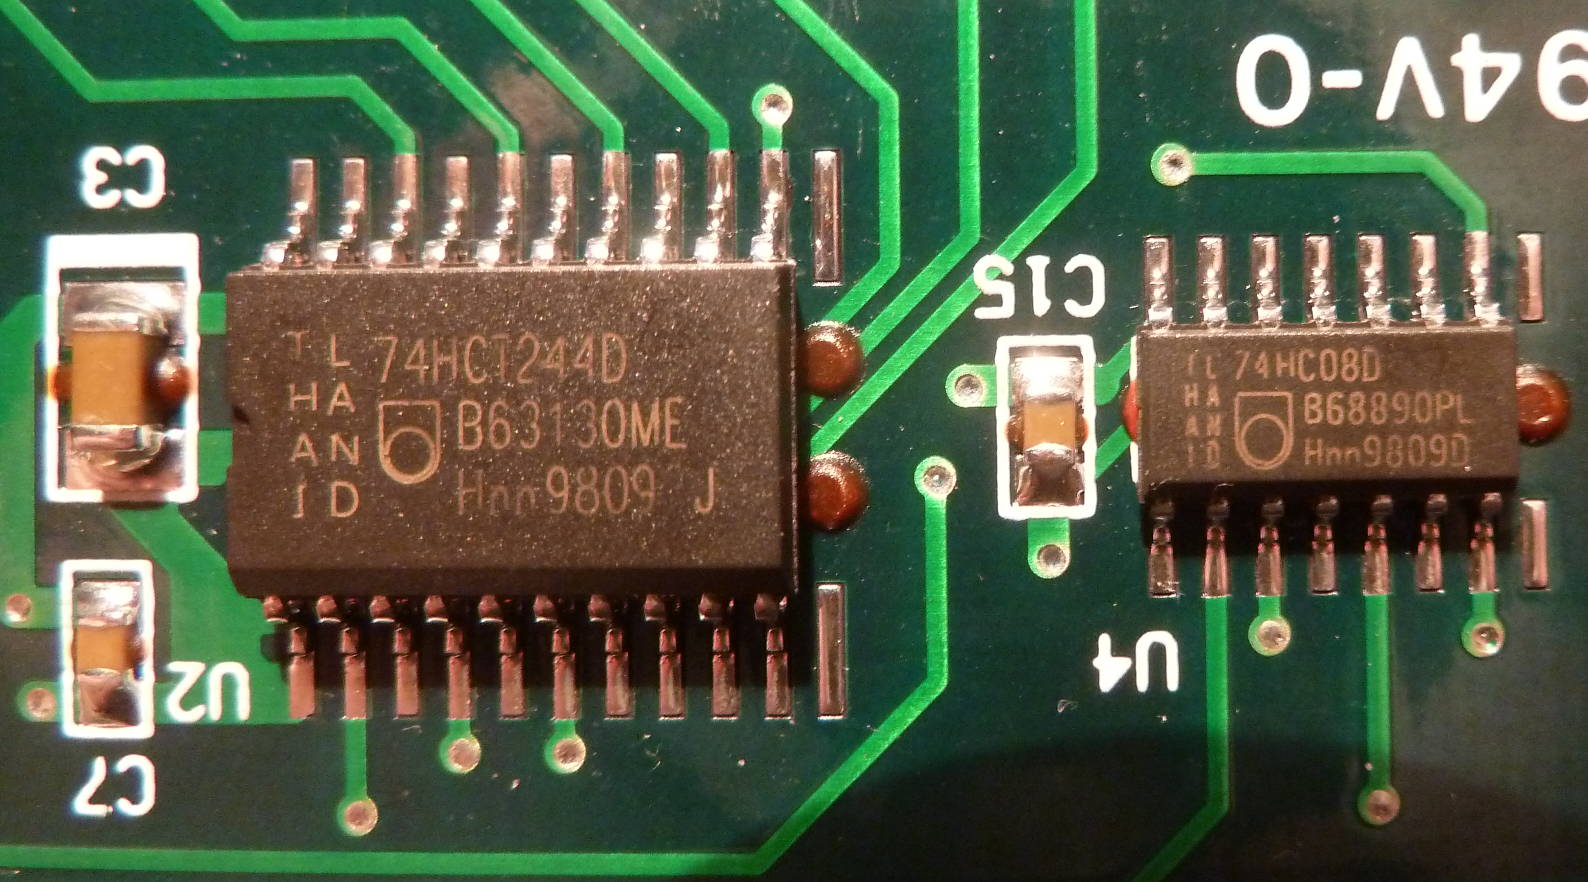 94V-0
C3
C15
TL 74HCT244D
HA B63130ME
AN Hnn9809 J
ID
TL 74HC08D
HA B68890PL
AN Hnn9809D
ID
U2
U4
C7